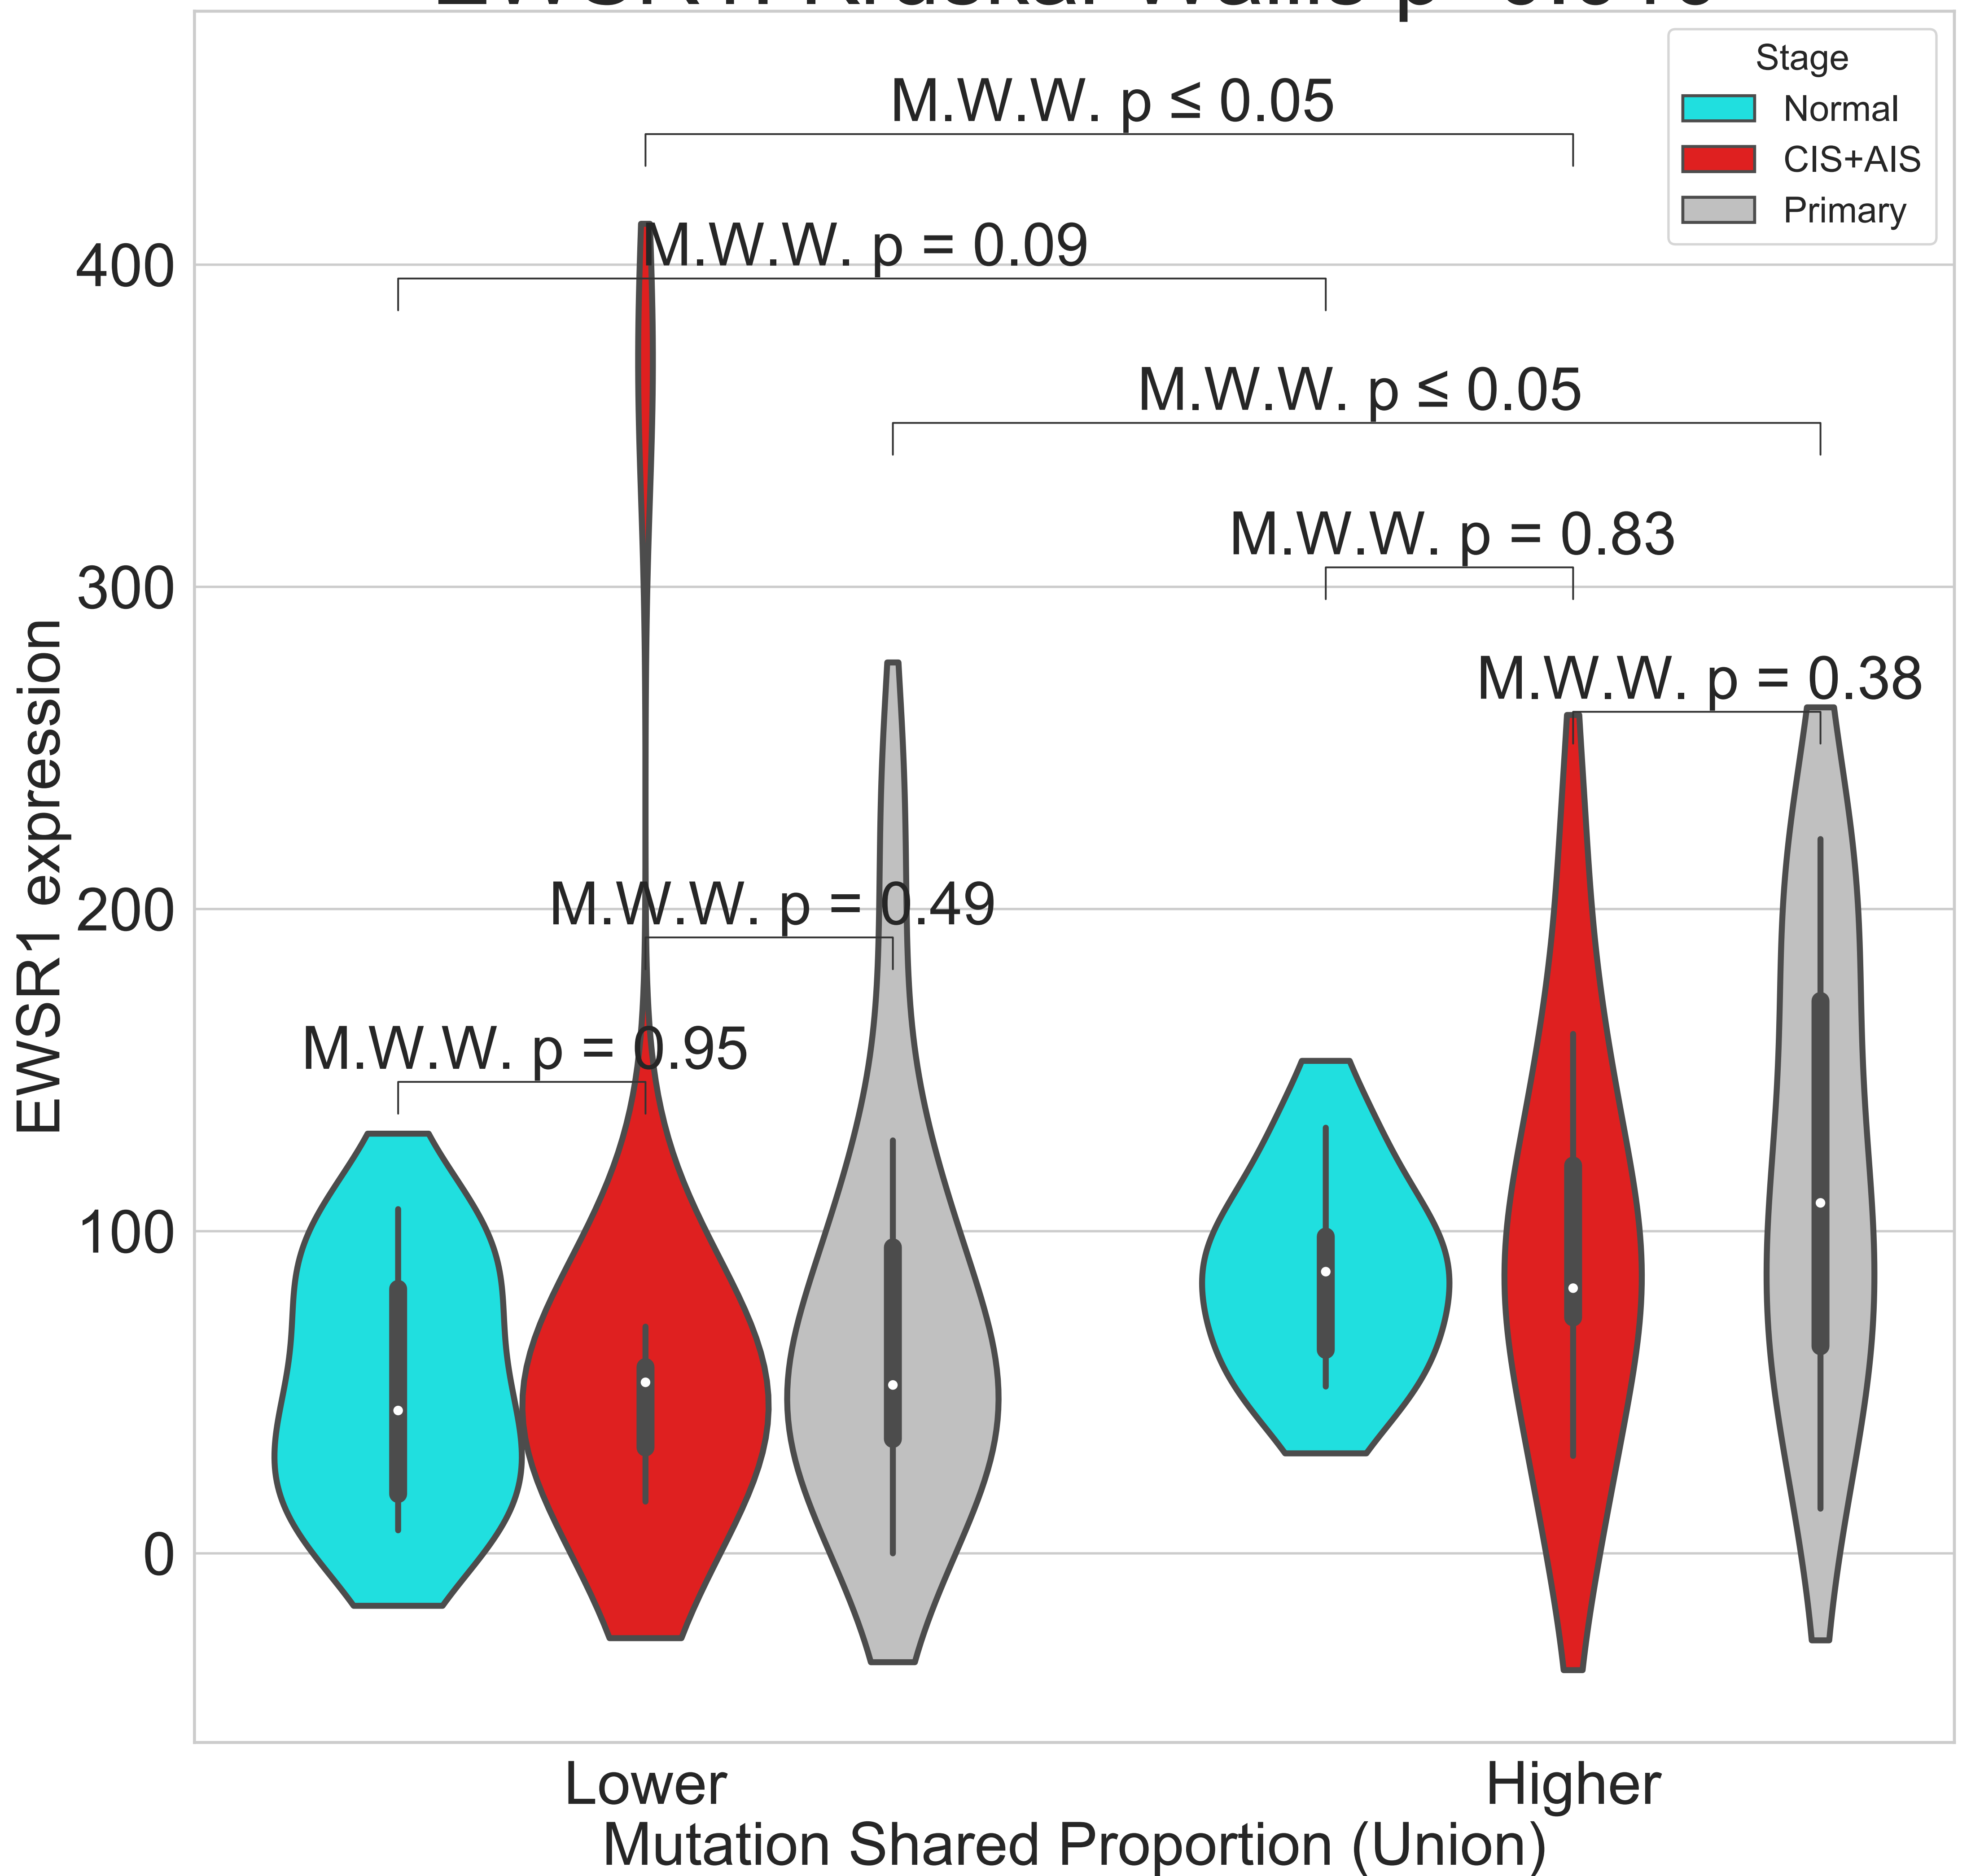 Stage
Normal
CIS+AIS
Primary
M.W.W. p ≤ 0.05
M.W.W. p = 0.09
M.W.W. p ≤ 0.05
M.W.W. p = 0.83
M.W.W. p = 0.38
M.W.W. p = 0.49
M.W.W. p = 0.95
400
300
200
100
0
EWSR1 expression
Lower
Higher
Mutation Shared Proportion (Union)